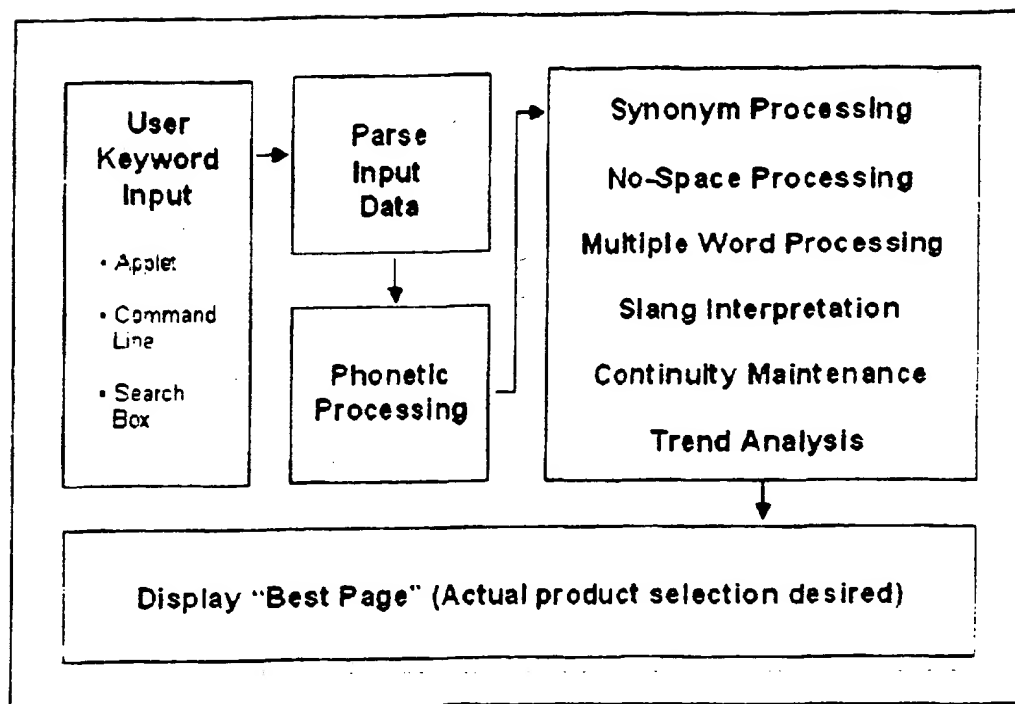 User
Keyword
Input
• Applet
• Command
Line
• Search
Box
Parse
Input
Data
Phonetic
Processing
Synonym Processing
No-Space Processing
Multiple Word Processing
Slang Interpretation
Continuity Maintenance
Trend Analysis
Display "Best Page" (Actual product selection desired)